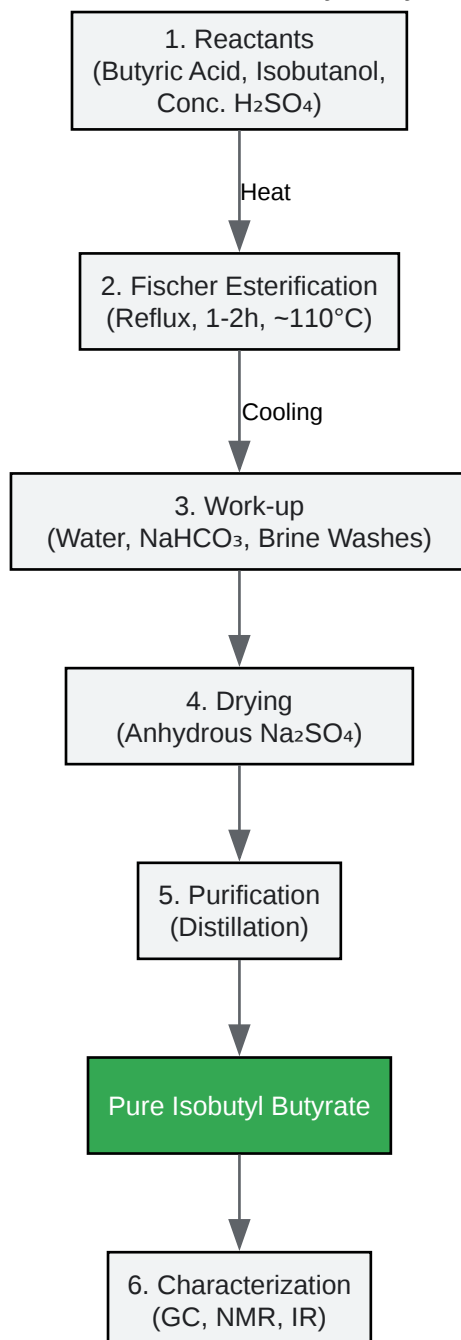 1. Reactants
(Butyric Acid, Isobutanol,
Conc. H₂SO₄)
Heat
2. Fischer Esterification
(Reflux, 1-2h, ~110°C)
Cooling
3. Work-up
(Water, NaHCO₃, Brine Washes)
4. Drying
(Anhydrous Na₂SO₄)
5. Purification
(Distillation)
Pure Isobutyl Butyrate
6. Characterization
(GC, NMR, IR)